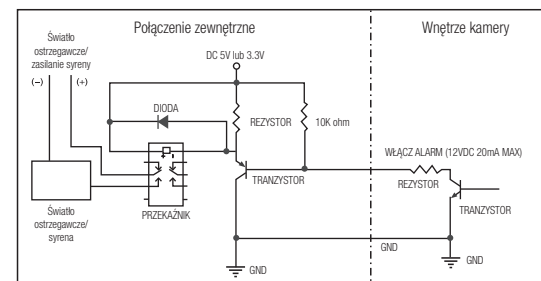 Połączenie zewnętrzne
Wnętrze kamery
Światło
ostrzegawcze/
zasilanie syreny
(–)
(+)
DC 5V lub 3.3V
DIODA
REZYSTOR
10K ohm
WŁĄCZ ALARM (12VDC 20mA MAX)
TRANZYSTOR
REZYSTOR
TRANZYSTOR
PRZEKAŹNIK
Światło
ostrzegawcze/
syrena
GND
GND
GND